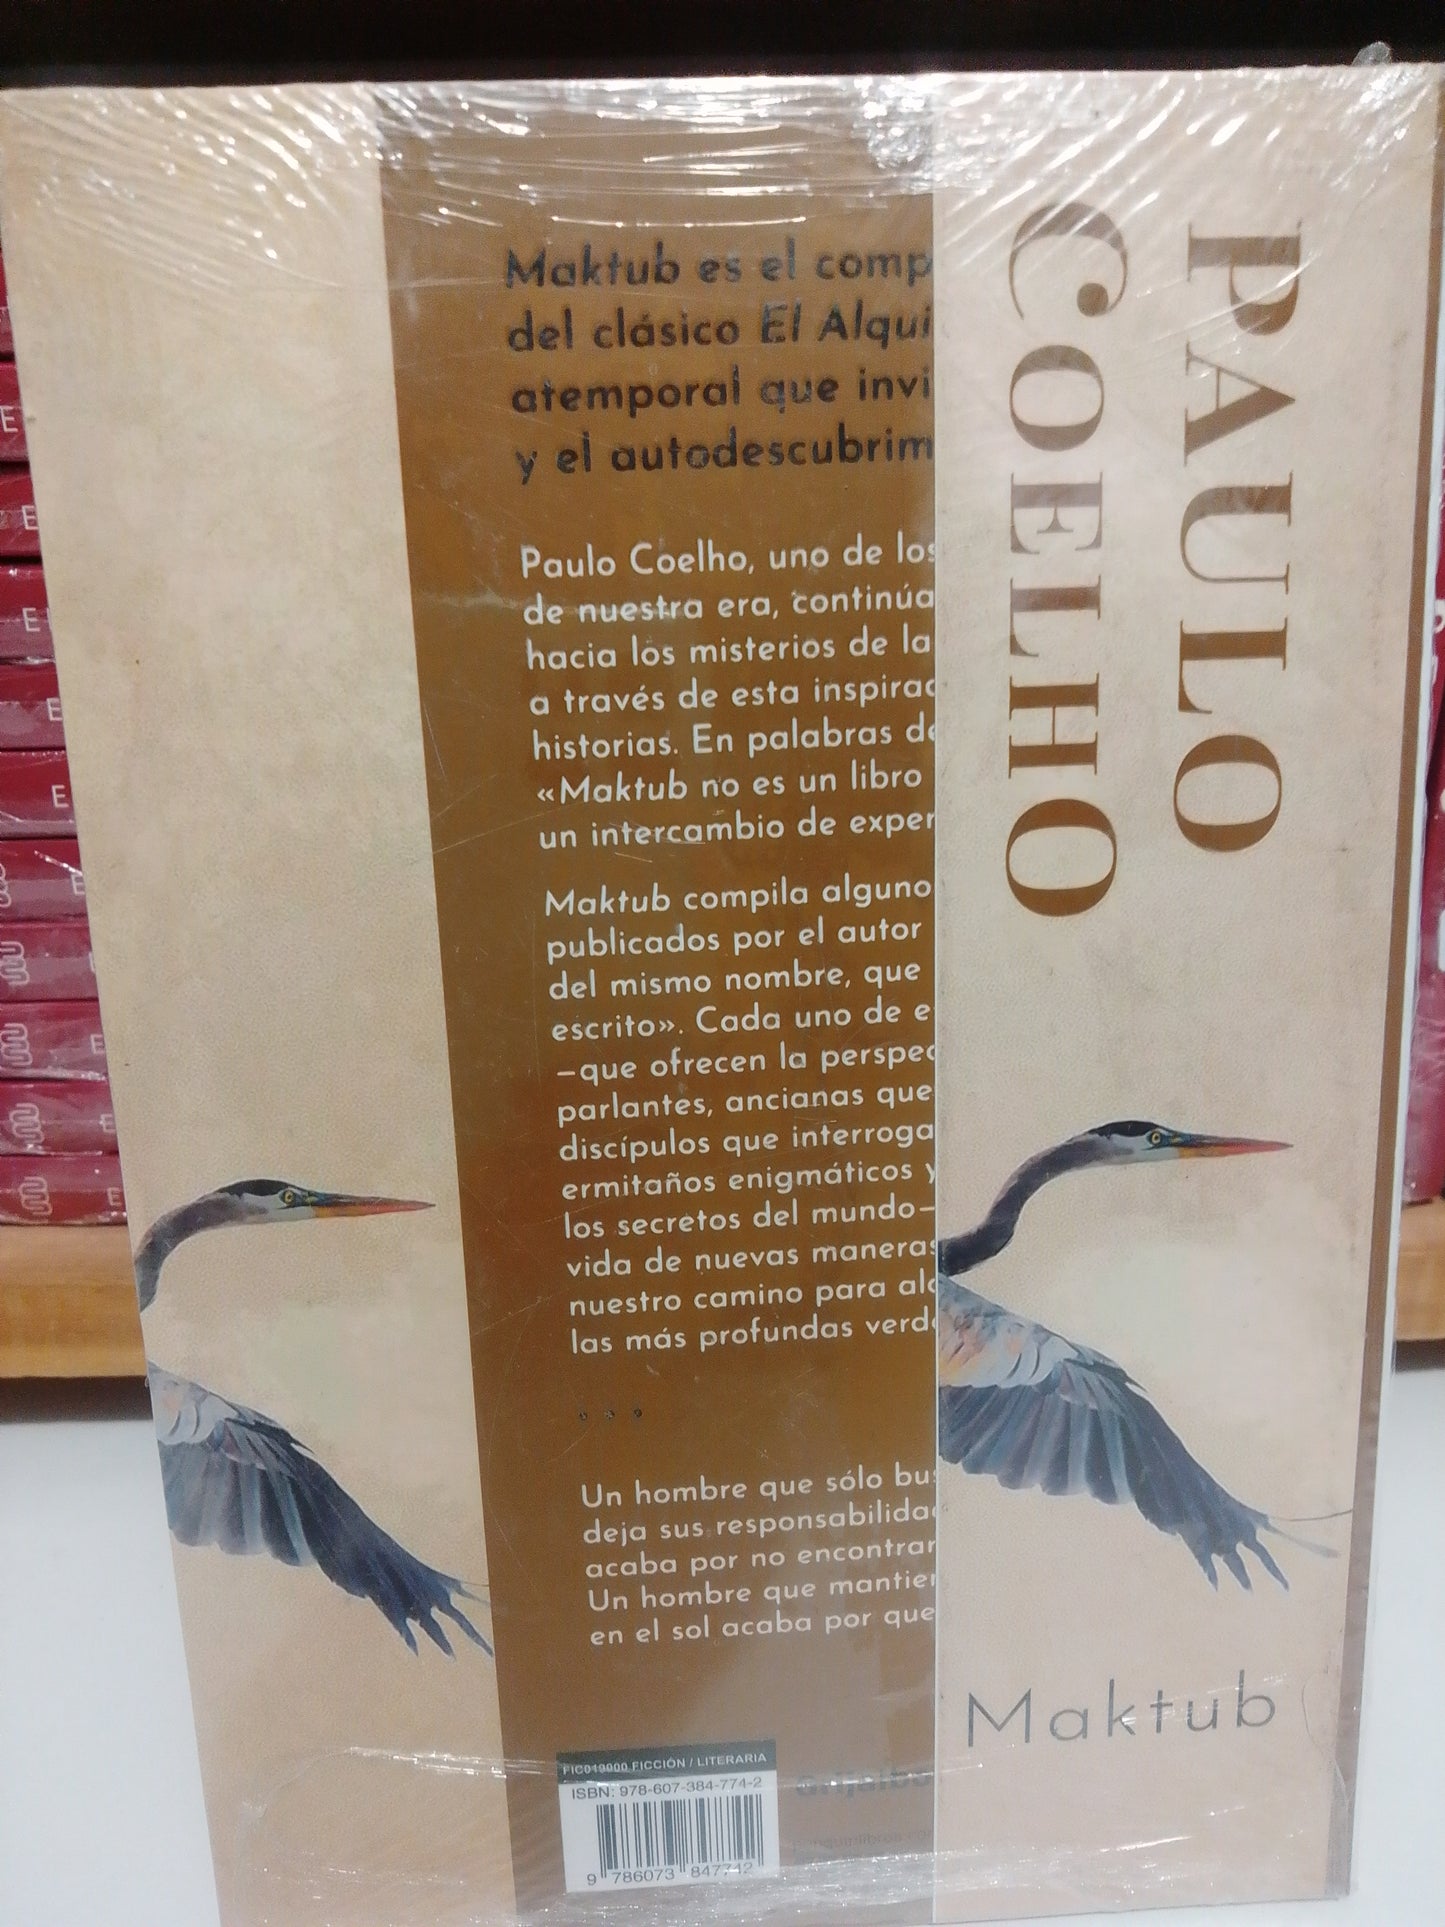 Maktub es el comp
del clásico El Alqui
atemporal que invi
y el autodescubrim
Paulo Coelho, uno de los
de nuestra era, continúa
hacia los misterios de la
a través de esta inspirac
historias. En palabras de
«Maktub no es un libro
un intercambio de exper
Maktub compila alguno
publicados por el autor
del mismo nombre, que
escrito». Cada uno de e
—que ofrecen la perspec
parlantes, ancianas que
discípulos que interroga
ermitaños enigmáticos y
los secretos del mundo—
vida de nuevas maneras
nuestro camino para alc
las más profundas verda
• • •
Un hombre que sólo bus
deja sus responsabilidad
acaba por no encontrar
Un hombre que mantien
en el sol acaba por que
FIC019000 FICCIÓN / LITERARIA
ISBN: 978-607-384-774-2
9 786073 847742
PAULO
COELHO
Maktub